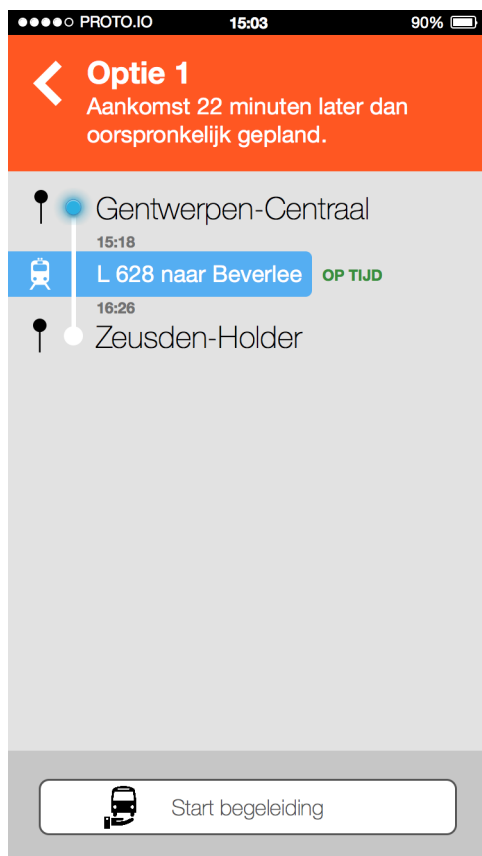 PROTO.IO 15:03 90%
Optie 1
Aankomst 22 minuten later dan
oorspronkelijk gepland.
Gentwerpen-Centraal
15:18
L 628 naar Beverlee OP TIJD
16:26
Zeusden-Holder
Start begeleiding